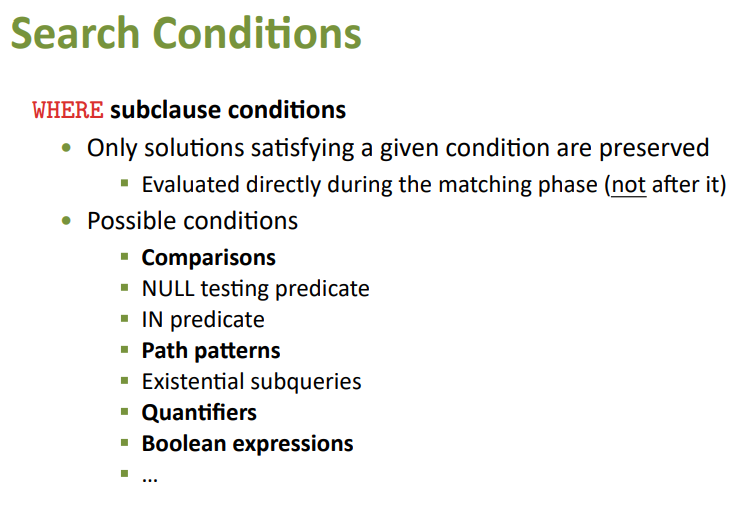 Search Conditions
WHERE subclause conditions
• Only solutions satisfying a given condition are preserved
▪ Evaluated directly during the matching phase (not after it)
• Possible conditions
▪ Comparisons
▪ NULL testing predicate
▪ IN predicate
▪ Path patterns
▪ Existential subqueries
▪ Quantifiers
▪ Boolean expressions
▪ ...